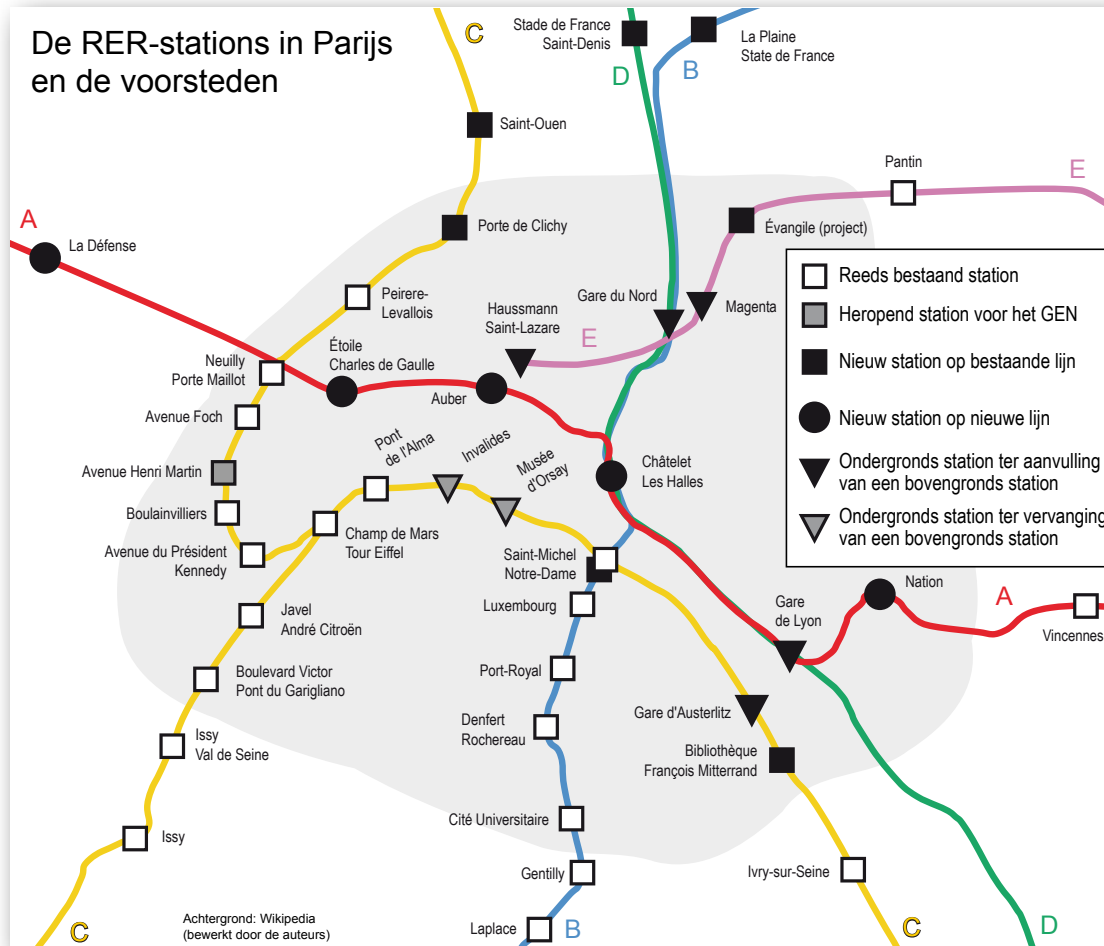 De RER-stations in Parijs
en de voorsteden
C
Stade de France
Saint-Denis
D
B
La Plaine
State de France
Saint-Ouen
Pantin
E
A
La Défense
Porte de Clichy
Évangile (project)
Peirere-
Levallois
Gare du Nord
Magenta
Haussmann
Saint-Lazare
E
Neuilly
Porte Maillot
Étoile
Charles de Gaulle
Auber
Avenue Foch
Pont
de l'Alma
Invalides
Musée
d'Orsay
Avenue Henri Martin
Châtelet
Les Halles
Boulainvilliers
Champ de Mars
Tour Eiffel
Avenue du Président
Kennedy
Saint-Michel
Notre-Dame
Luxembourg
Nation
A
Gare
de Lyon
Vincennes
Javel
André Citroën
Port-Royal
Boulevard Victor
Pont du Garigliano
Denfert
Rochereau
Gare d'Austerlitz
Issy
Val de Seine
Bibliothèque
François Mitterrand
Cité Universitaire
Issy
Gentilly
Ivry-sur-Seine
Laplace
B
C
C
D
Reeds bestaand station
Heropend station voor het GEN
Nieuw station op bestaande lijn
Nieuw station op nieuwe lijn
Ondergronds station ter aanvulling
van een bovengronds station
Ondergronds station ter vervanging
van een bovengronds station
Achtergrond: Wikipedia
(bewerkt door de auteurs)